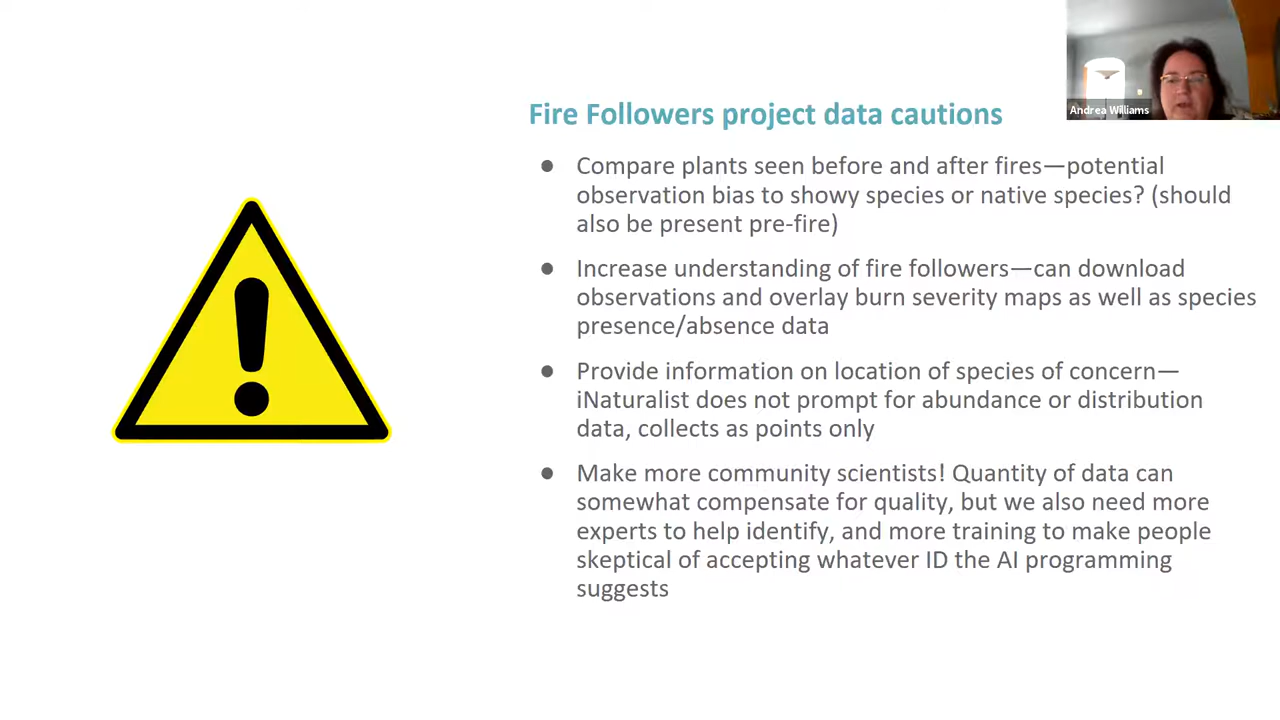 Andrea Williams
Fire Followers project data cautions
● Compare plants seen before and after fires—potential
observation bias to showy species or native species? (should
also be present pre-fire)
● Increase understanding of fire followers—can download
observations and overlay burn severity maps as well as species
presence/absence data
● Provide information on location of species of concern—
iNaturalist does not prompt for abundance or distribution
data, collects as points only
● Make more community scientists! Quantity of data can
somewhat compensate for quality, but we also need more
experts to help identify, and more training to make people
skeptical of accepting whatever ID the AI programming
suggests